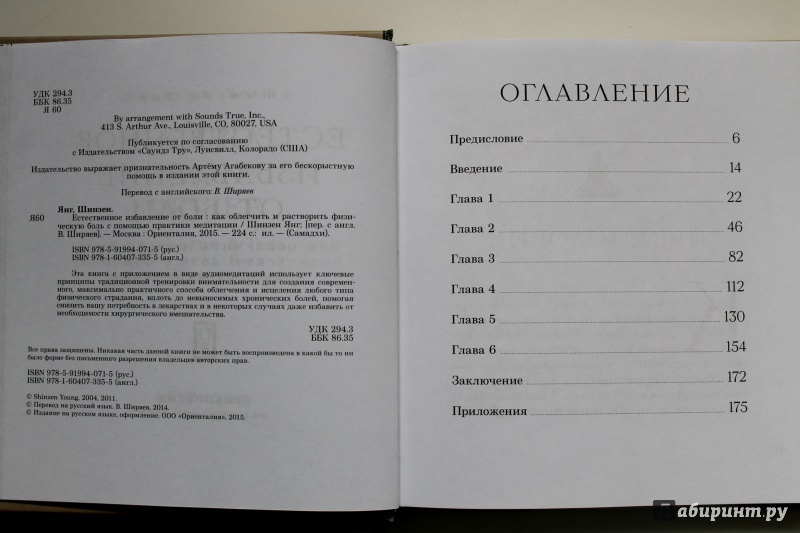 УДК 294.3
ББК 86.35
Я 60
By arrangement with Sounds True, Inc.,
413 S. Arthur Ave., Louisville, CO, 80027, USA
Публикуется по согласованию
с Издательством «Саундз Тру», Луисвилл, Колорадо (США)
Издательство выражает признательность Артёму Агабекову за его бескорыстную
помощь в издании этой книги.
Перевод с английского: В. Ширяев
Янг, Шинзен.
Я60 Естественное избавление от боли : как облегчить и растворить физи-
ческую боль с помощью практики медитации / Шинзен Янг; [пер. с англ.
В. Ширяев]. — Москва : Ориенталия, 2015. — 224 с.: ил. — (Самадхи).
ISBN 978-5-91994-071-5 (рус.)
ISBN 978-1-60407-335-5 (англ.)
Эта книга с приложением в виде аудиомедитаций использует ключевые
принципы традиционной тренировки внимательности для создания современ-
ного, максимально практичного способа облегчения и исцеления любого типа
физического страдания, вплоть до невыносимых хронических болей, помогая
снизить вашу потребность в лекарствах и в некоторых случаях даже избавить от
необходимости хирургического вмешательства.
УДК 294.3
ББК 86.35
Все права защищены. Никакая часть данной книги не может быть воспроизведена в какой бы то ни
было форме без письменного разрешения владельцев авторских прав.
ISBN 978-5-91994-071-5 (рус.)
ISBN 978-1-60407-335-5 (англ.)
© Shinzen Young, 2004, 2011.
© Перевод на русский язык. В. Ширяев, 2014.
© Издание на русском языке, оформление. ООО «Ориенталия», 2015.
ОГЛАВЛЕНИЕ
Предисловие 6
Введение 14
Глава 1 22
Глава 2 46
Глава 3 82
Глава 4 112
Глава 5 130
Глава 6 154
Заключение 172
Приложения 175
Лабиринт.ру